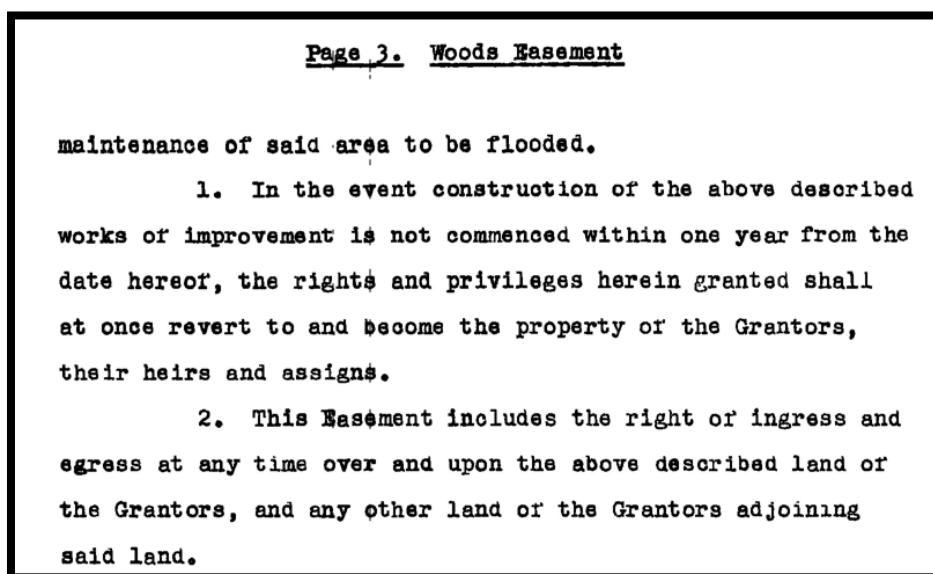 Page 3. Woods Easement
maintenance of said area to be flooded.
1. In the event construction of the above described
works of improvement is not commenced within one year from the
date hereof, the rights and privileges herein granted shall
at once revert to and become the property of the Grantors,
their heirs and assigns.
2. This Easement includes the right of ingress and
egress at any time over and upon the above described land of
the Grantors, and any other land of the Grantors adjoining
said land.